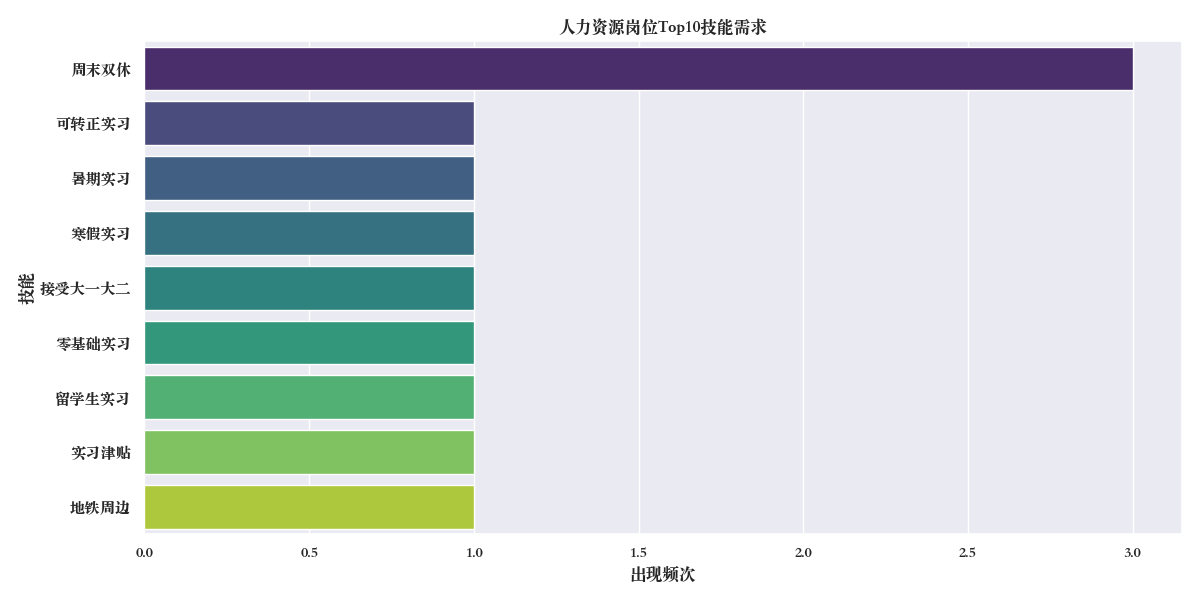 人力资源岗位Top10技能需求
周末双休
可转正实习
暑期实习
寒假实习
接受大一大二
零基础实习
留学生实习
实习津贴
地铁周边
技能
0.0 0.5 1.0 1.5 2.0 2.5 3.0
出现频次